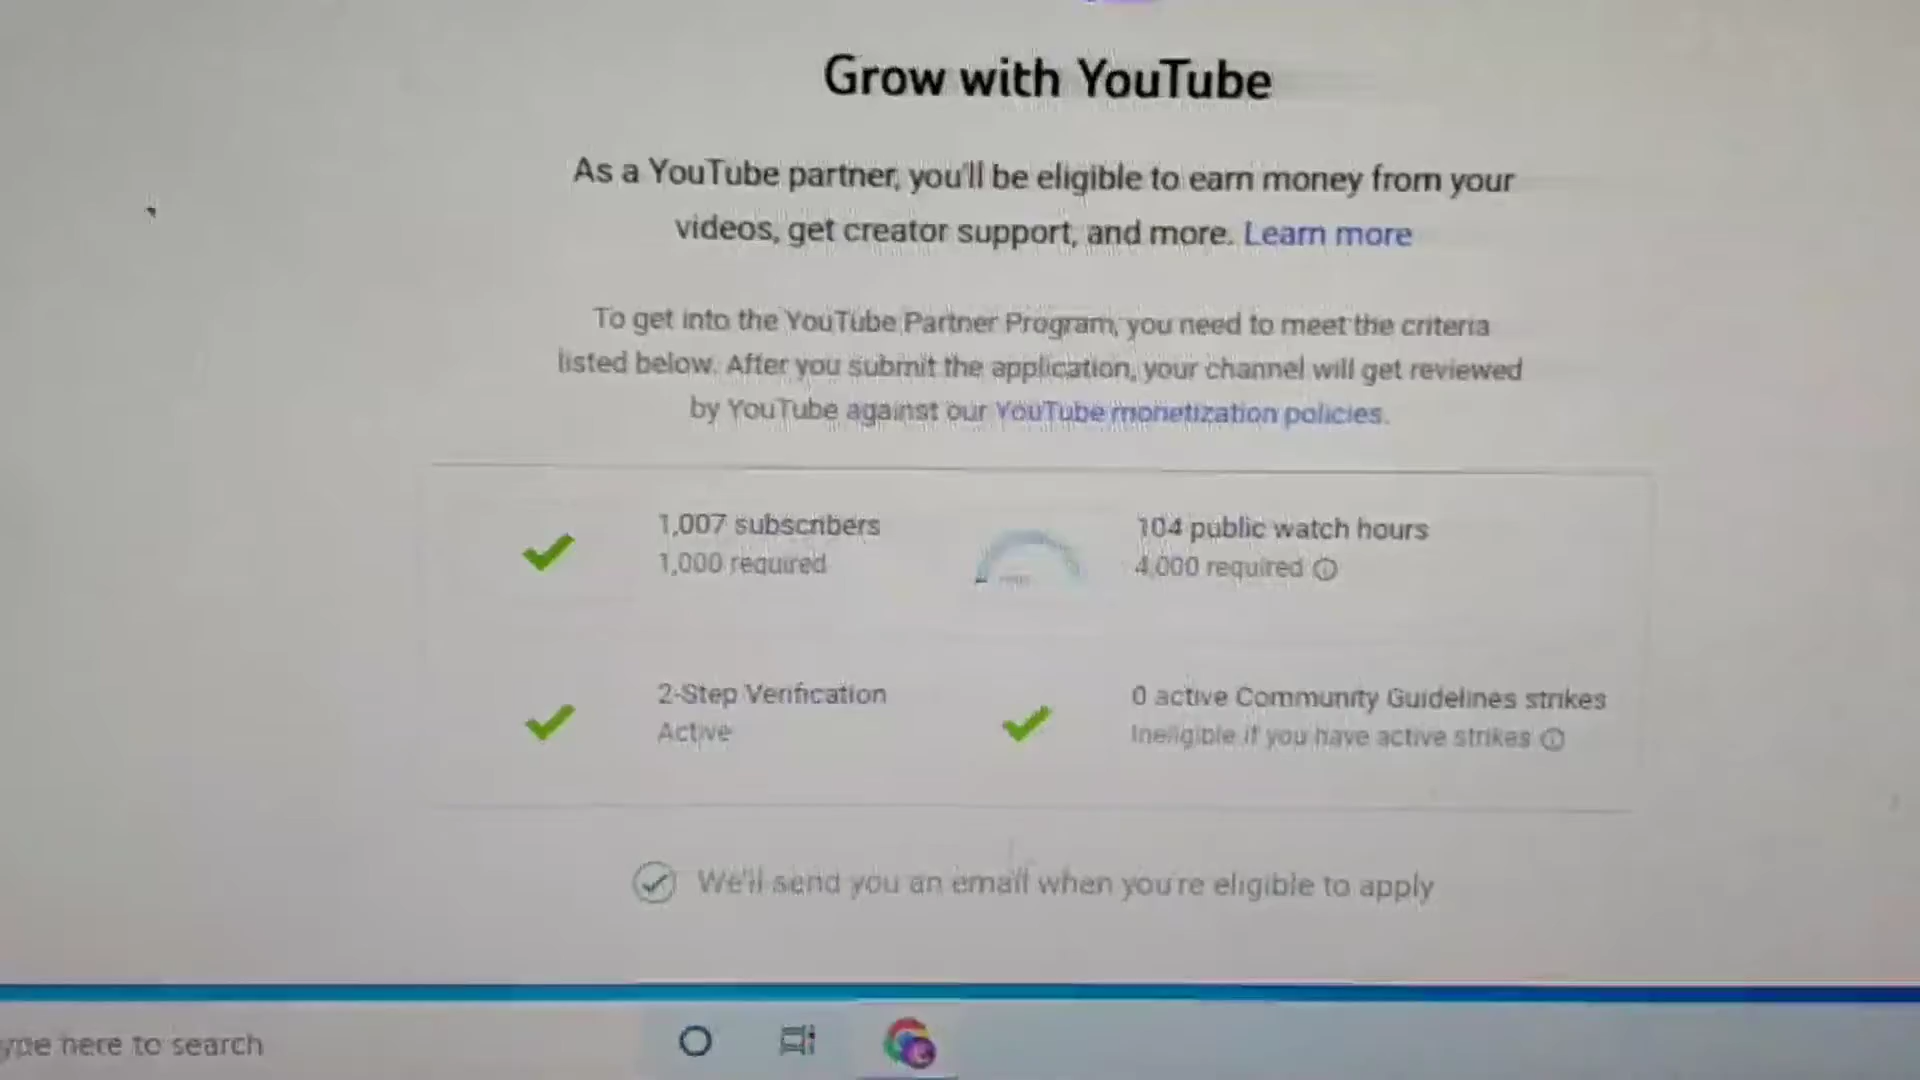 Grow with YouTube
As a YouTube partner, you'll be eligible to earn money from your
videos, get creator support, and more. Learn more
To get into the YouTube Partner Program, you need to meet the criteria
listed below. After you submit the application, your channel will get reviewed
by YouTube against our YouTube monetization policies.
1,007 subscribers
1,000 required
104 public watch hours
4,000 required
2-Step Verification
Active
0 active Community Guidelines strikes
Ineligible if you have active strikes
We'll send you an email when you're eligible to apply
ype here to search